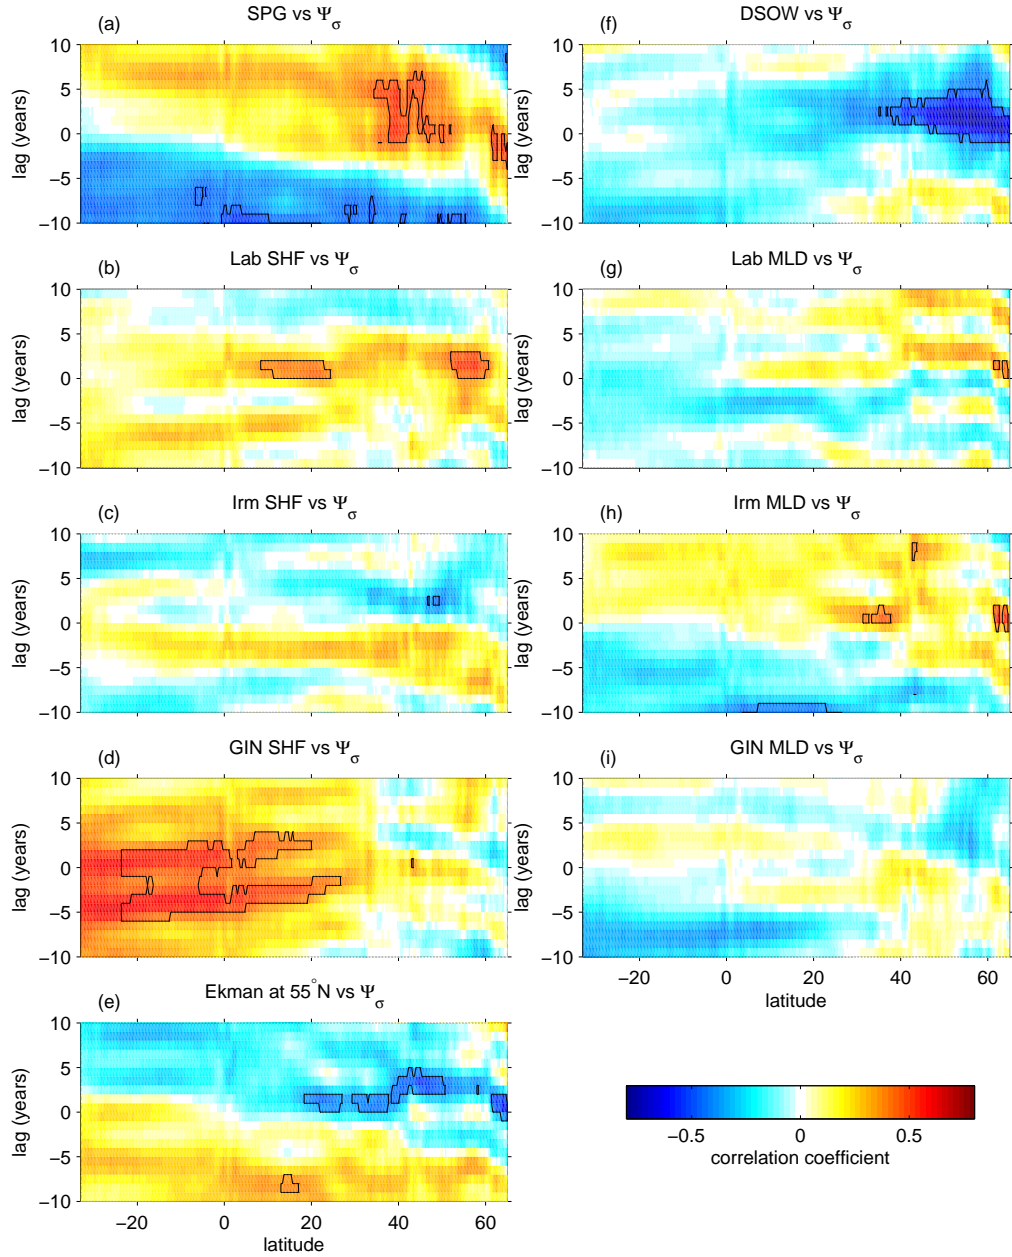 (a) SPG vs Ψσ
10
5
0
−5
−10
lag (years)
(f) DSOW vs Ψσ
10
5
0
−5
−10
lag (years)
(b) Lab SHF vs Ψσ
10
5
0
−5
−10
lag (years)
(g) Lab MLD vs Ψσ
10
5
0
−5
−10
lag (years)
(c) Irm SHF vs Ψσ
10
5
0
−5
−10
lag (years)
(h) Irm MLD vs Ψσ
10
5
0
−5
−10
lag (years)
(d) GIN SHF vs Ψσ
10
5
0
−5
−10
lag (years)
(i) GIN MLD vs Ψσ
10
5
0
−5
−10
lag (years)
−20 0 20 40 60
latitude
(e) Ekman at 55°N vs Ψσ
10
5
0
−5
−10
lag (years)
−20 0 20 40 60
latitude
−0.5 0 0.5
correlation coefficient